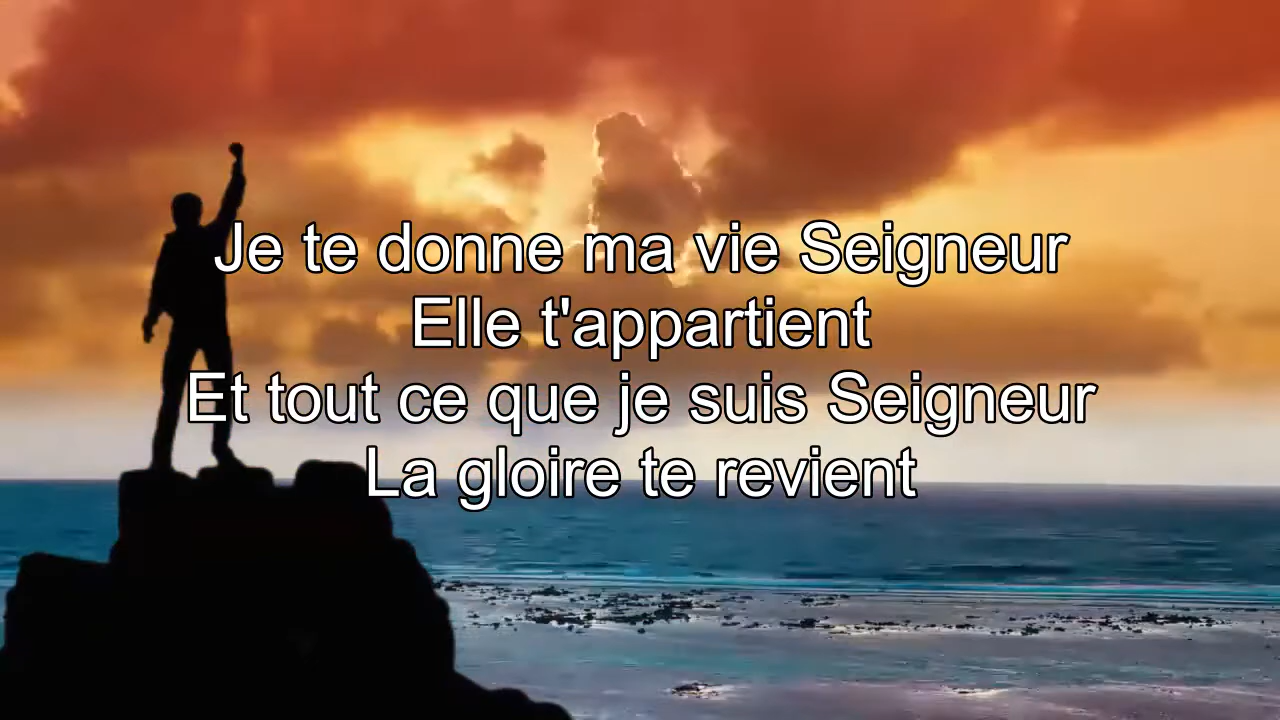 Je te donne ma vie Seigneur
Elle t'appartient
Et tout ce que je suis Seigneur
La gloire te revient